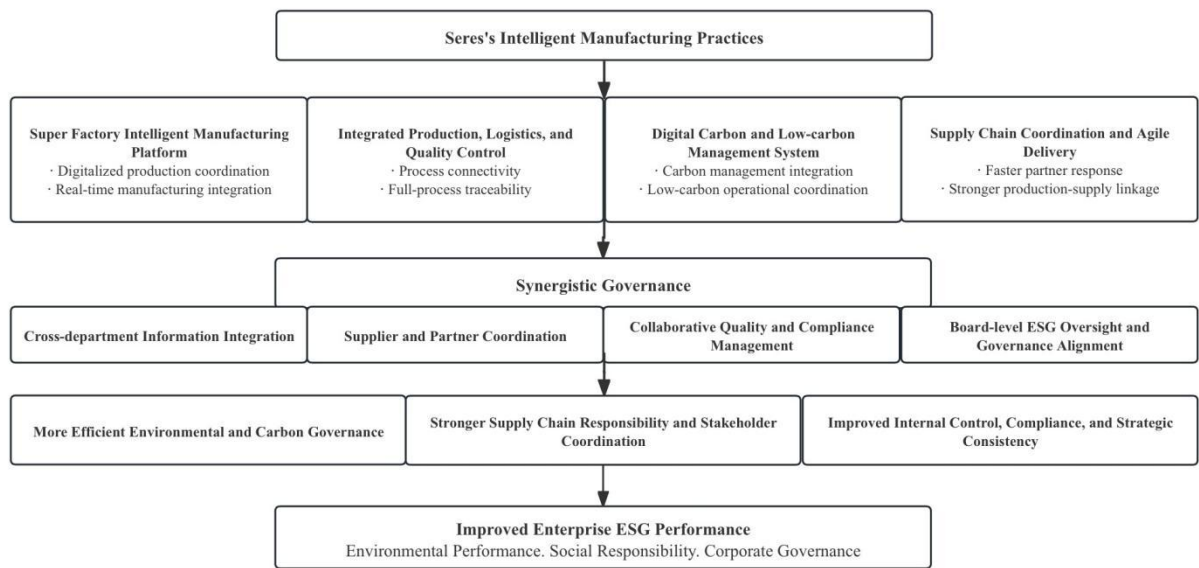 Seres's Intelligent Manufacturing Practices
Super Factory Intelligent Manufacturing
Platform
· Digitalized production coordination
· Real-time manufacturing integration
Integrated Production, Logistics, and
Quality Control
· Process connectivity
· Full-process traceability
Digital Carbon and Low-carbon
Management System
· Carbon management integration
· Low-carbon operational coordination
Supply Chain Coordination and Agile
Delivery
· Faster partner response
· Stronger production-supply linkage
Synergistic Governance
Cross-department Information Integration
Supplier and Partner Coordination
Collaborative Quality and Compliance
Management
Board-level ESG Oversight and
Governance Alignment
More Efficient Environmental and Carbon Governance
Stronger Supply Chain Responsibility and Stakeholder
Coordination
Improved Internal Control, Compliance, and Strategic
Consistency
Improved Enterprise ESG Performance
Environmental Performance. Social Responsibility. Corporate Governance